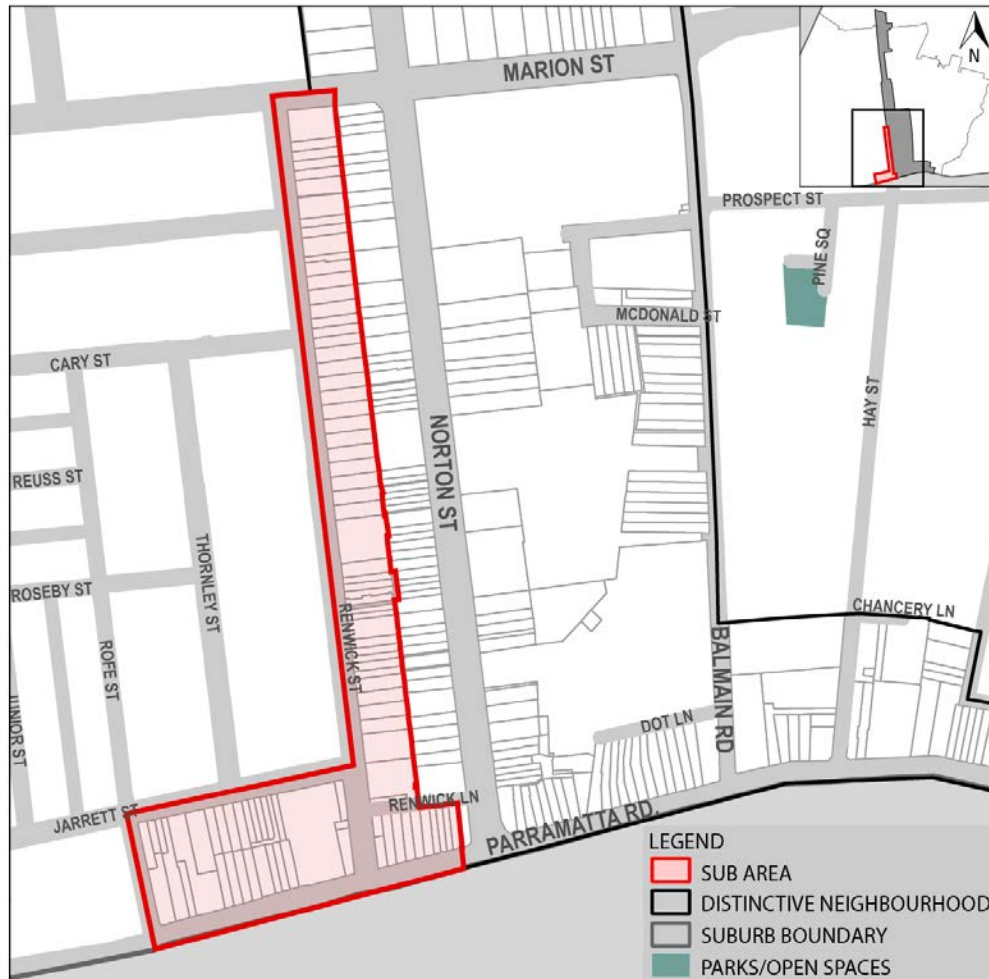 MARION ST
N
PROSPECT ST
PINE SQ
MCDONALD ST
CARY ST
HAY ST
NORTON ST
REUSS ST
THORNLEY ST
ROSEBY ST
CHANCERY LN
RENWICK ST
ROFE ST
BALMAIN RD
JUNIOR ST
DOT LN
RENWICK LN
JARRETT ST
PARRAMATTA RD.
LEGEND
SUB AREA
DISTINCTIVE NEIGHBOURHOOD
SUBURB BOUNDARY
PARKS/OPEN SPACES